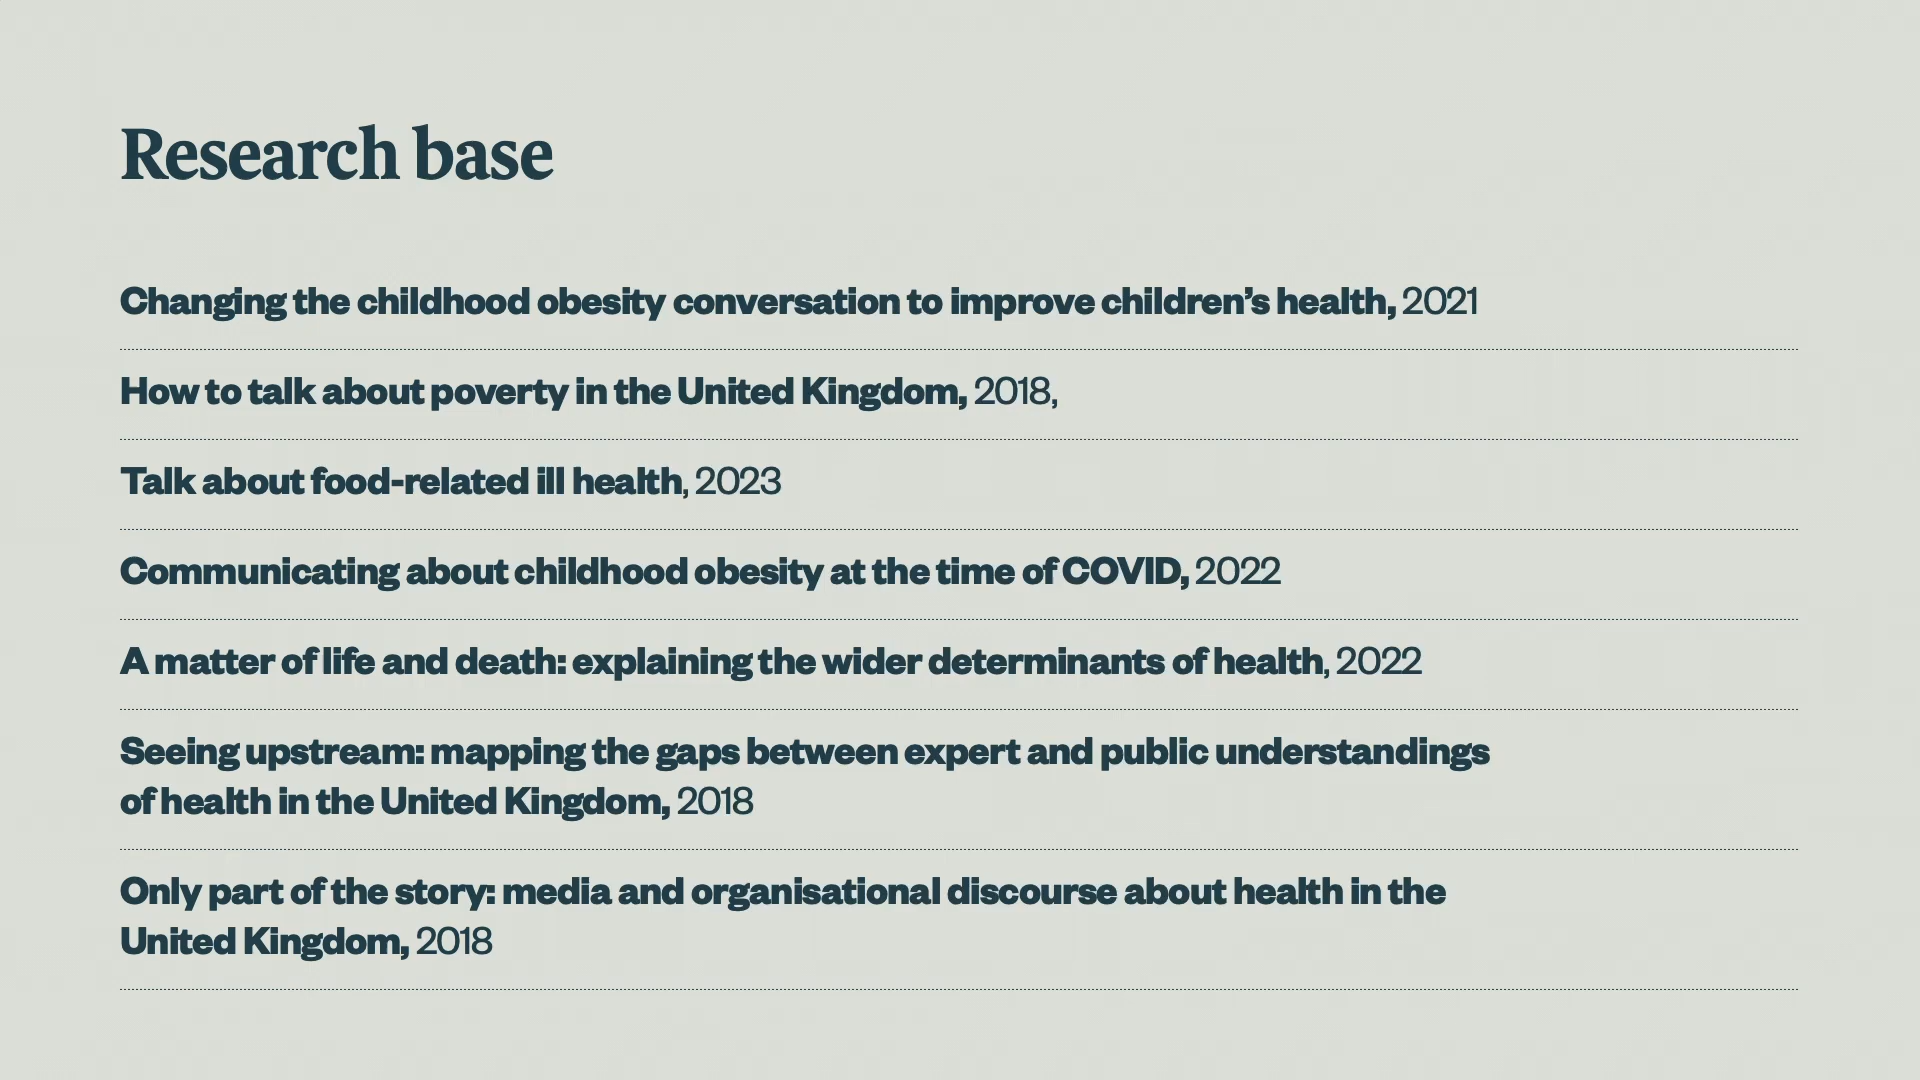 Research base
Changing the childhood obesity conversation to improve children’s health, 2021
How to talk about poverty in the United Kingdom, 2018,
Talk about food-related ill health, 2023
Communicating about childhood obesity at the time of COVID, 2022
A matter of life and death: explaining the wider determinants of health, 2022
Seeing upstream: mapping the gaps between expert and public understandings
of health in the United Kingdom, 2018
Only part of the story: media and organisational discourse about health in the
United Kingdom, 2018